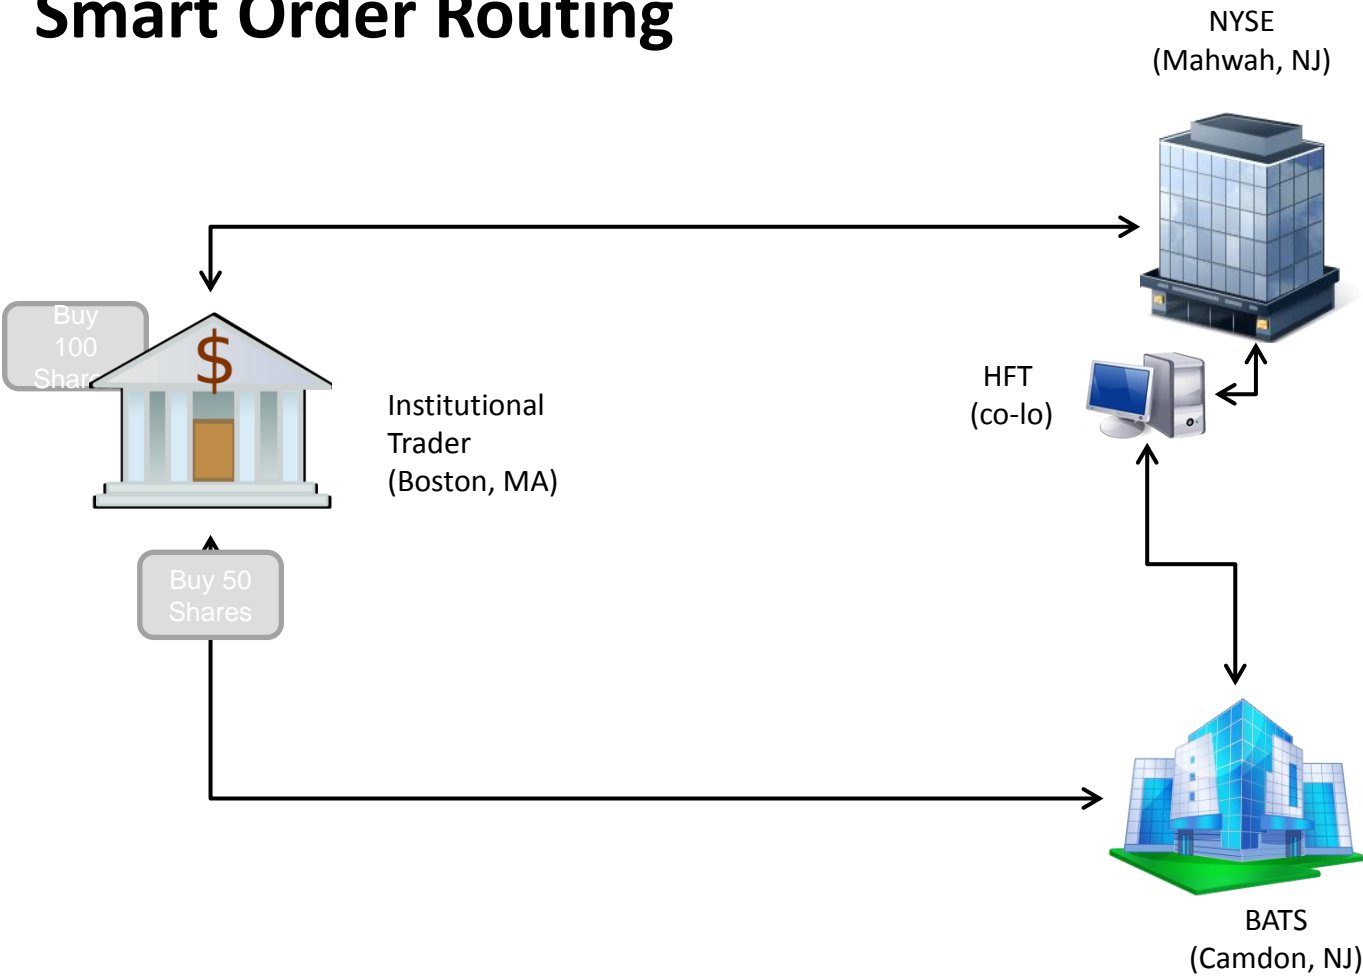 Smart Order Routing
NYSE
(Mahwah, NJ)
Buy
100
Shar
$
HFT
(co-lo)
Institutional
Trader
(Boston, MA)
Buy 50
Shares
BATS
(Camdon, NJ)